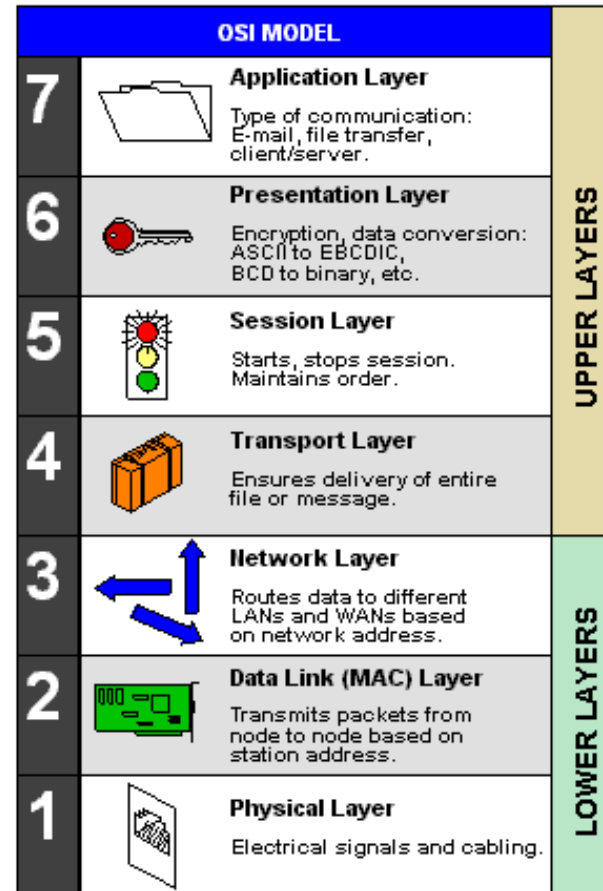 OSI MODEL
7
Application Layer
Type of communication:
E-mail, file transfer,
client/server.
6
Presentation Layer
Encryption, data conversion:
ASCII to EBCDIC,
BCD to binary, etc.
5
Session Layer
Starts, stops session.
Maintains order.
4
Transport Layer
Ensures delivery of entire
file or message.
UPPER LAYERS
3
Network Layer
Routes data to different
LANs and WANs based
on network address.
2
Data Link (MAC) Layer
Transmits packets from
node to node based on
station address.
1
Physical Layer
Electrical signals and cabling.
LOWER LAYERS